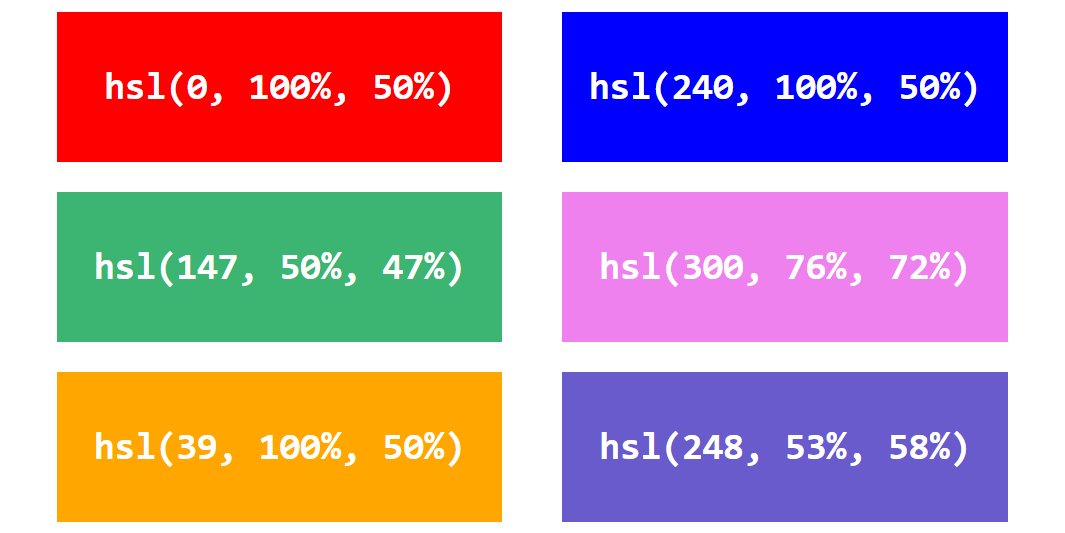 hsl(0, 100%, 50%)
hsl(240, 100%, 50%)
hsl(147, 50%, 47%)
hsl(300, 76%, 72%)
hsl(39, 100%, 50%)
hsl(248, 53%, 58%)